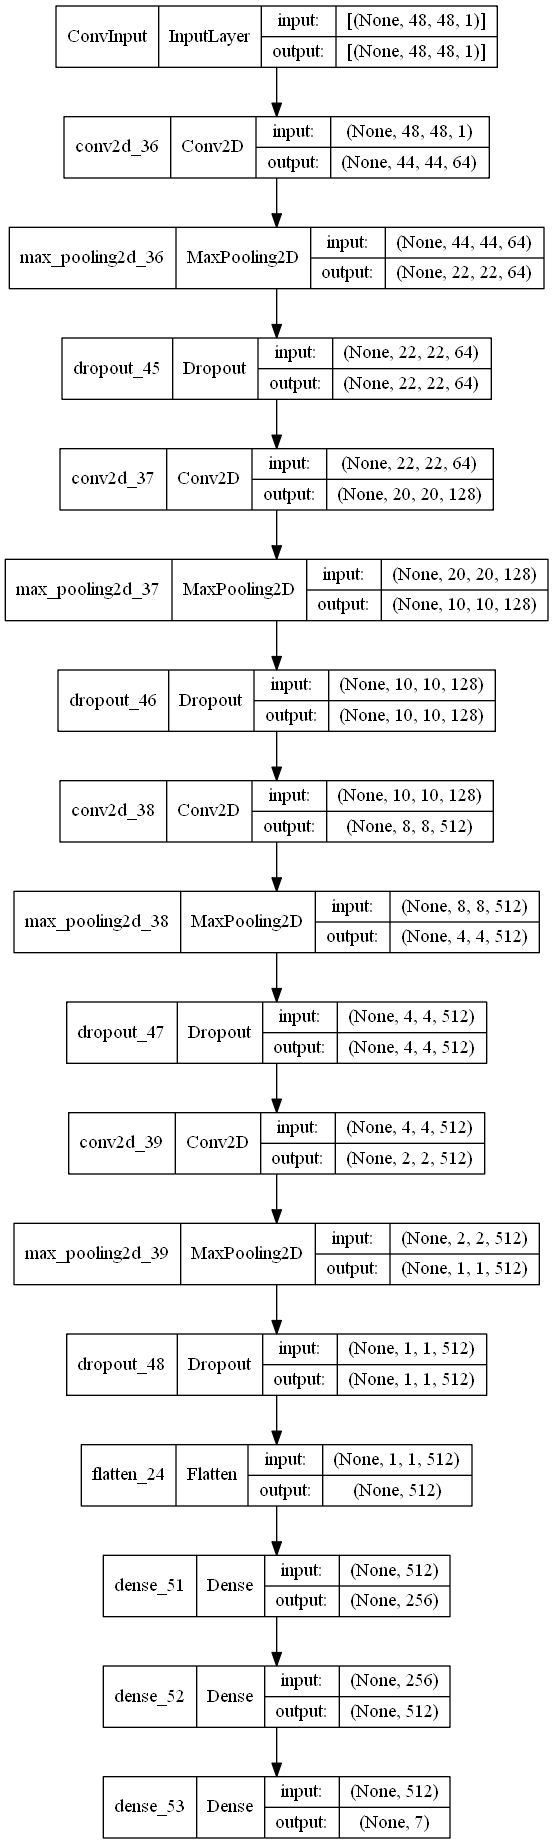 ConvInput InputLayer input: [(None, 48, 48, 1)]
output: [(None, 48, 48, 1)]
conv2d_36 Conv2D input: (None, 48, 48, 1)
output: (None, 44, 44, 64)
max_pooling2d_36 MaxPooling2D input: (None, 44, 44, 64)
output: (None, 22, 22, 64)
dropout_45 Dropout input: (None, 22, 22, 64)
output: (None, 22, 22, 64)
conv2d_37 Conv2D input: (None, 22, 22, 64)
output: (None, 20, 20, 128)
max_pooling2d_37 MaxPooling2D input: (None, 20, 20, 128)
output: (None, 10, 10, 128)
dropout_46 Dropout input: (None, 10, 10, 128)
output: (None, 10, 10, 128)
conv2d_38 Conv2D input: (None, 10, 10, 128)
output: (None, 8, 8, 512)
max_pooling2d_38 MaxPooling2D input: (None, 8, 8, 512)
output: (None, 4, 4, 512)
dropout_47 Dropout input: (None, 4, 4, 512)
output: (None, 4, 4, 512)
conv2d_39 Conv2D input: (None, 4, 4, 512)
output: (None, 2, 2, 512)
max_pooling2d_39 MaxPooling2D input: (None, 2, 2, 512)
output: (None, 1, 1, 512)
dropout_48 Dropout input: (None, 1, 1, 512)
output: (None, 1, 1, 512)
flatten_24 Flatten input: (None, 1, 1, 512)
output: (None, 512)
dense_51 Dense input: (None, 512)
output: (None, 256)
dense_52 Dense input: (None, 256)
output: (None, 512)
dense_53 Dense input: (None, 512)
output: (None, 7)